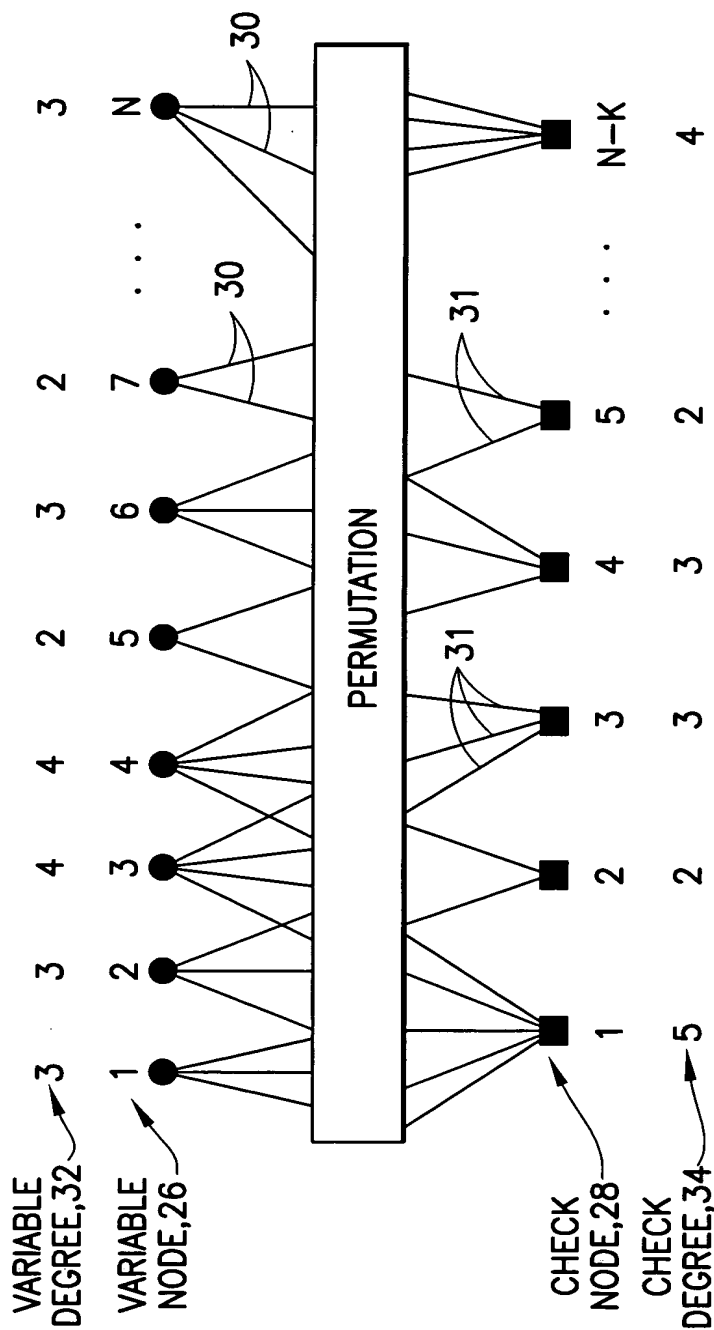 VARIABLE
DEGREE,32
3 3 4 4 2 3 2 3
VARIABLE
NODE,26
1 2 3 4 5 6 7 . . . N
30
30
PERMUTATION
31
31
CHECK
NODE,28
1 2 3 4 5 . . . N-K
CHECK
DEGREE,34
5 2 3 3 2 4